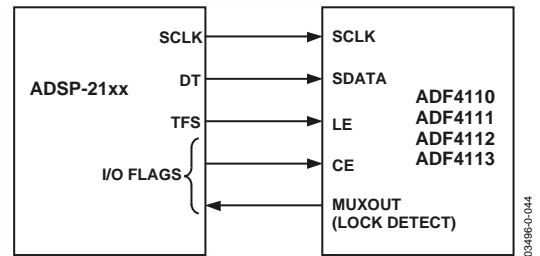 ADSP-21xx
SCLK
DT
TFS
I/O FLAGS
SCLK
SDATA
LE
CE
MUXOUT
(LOCK DETECT)
ADF4110
ADF4111
ADF4112
ADF4113
03496-0-044